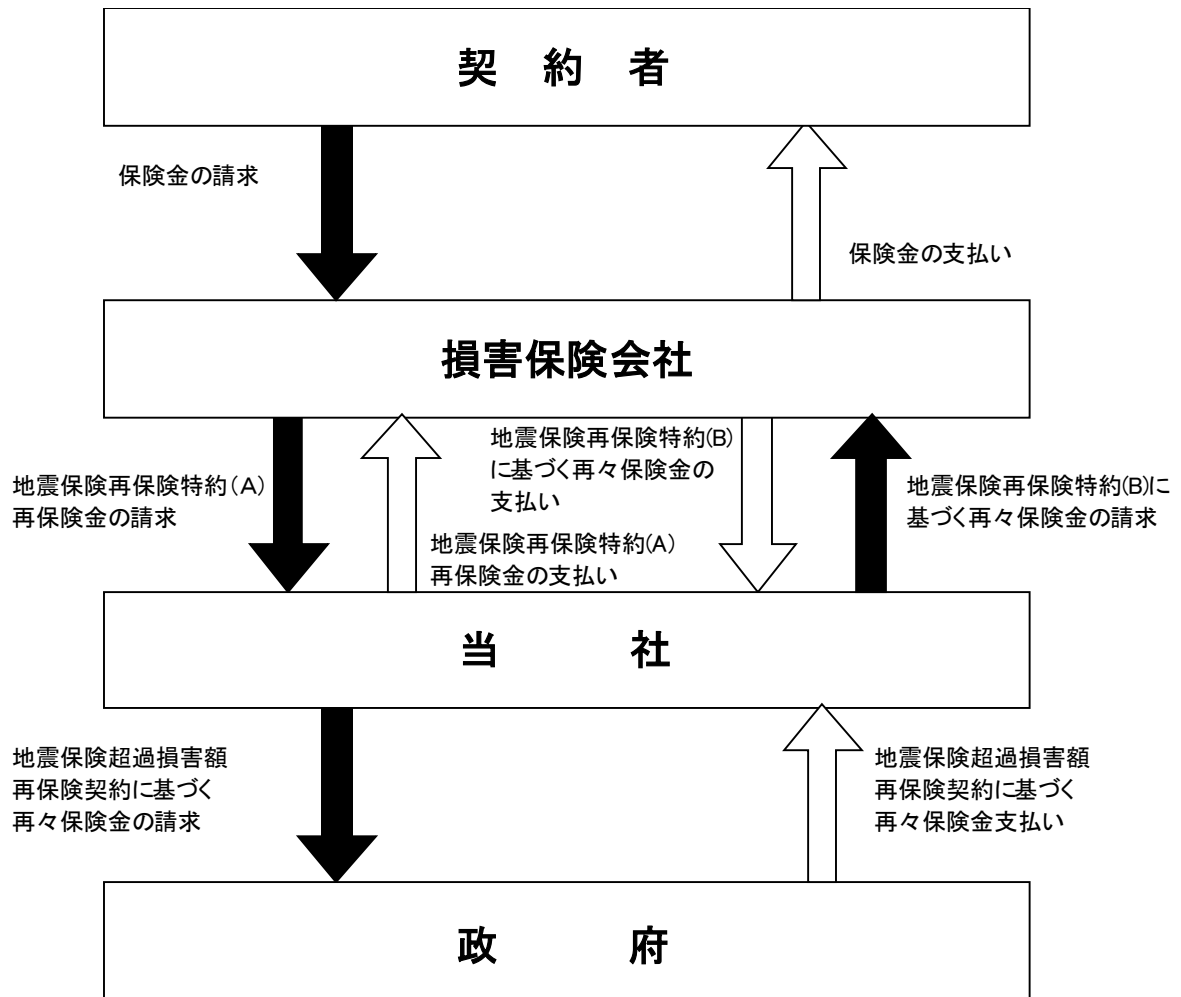 契 約 者
保険金の請求
保険金の支払い
損害保険会社
地震保険再保険特約(A)
再保険金の請求
地震保険再保険特約(B)
に基づく再々保険金の
支払い
地震保険再保険特約(A)
再保険金の支払い
地震保険再保険特約(B)に
基づく再々保険金の請求
当 社
地震保険超過損害額
再保険契約に基づく
再々保険金の請求
地震保険超過損害額
再保険契約に基づく
再々保険金支払い
政 府